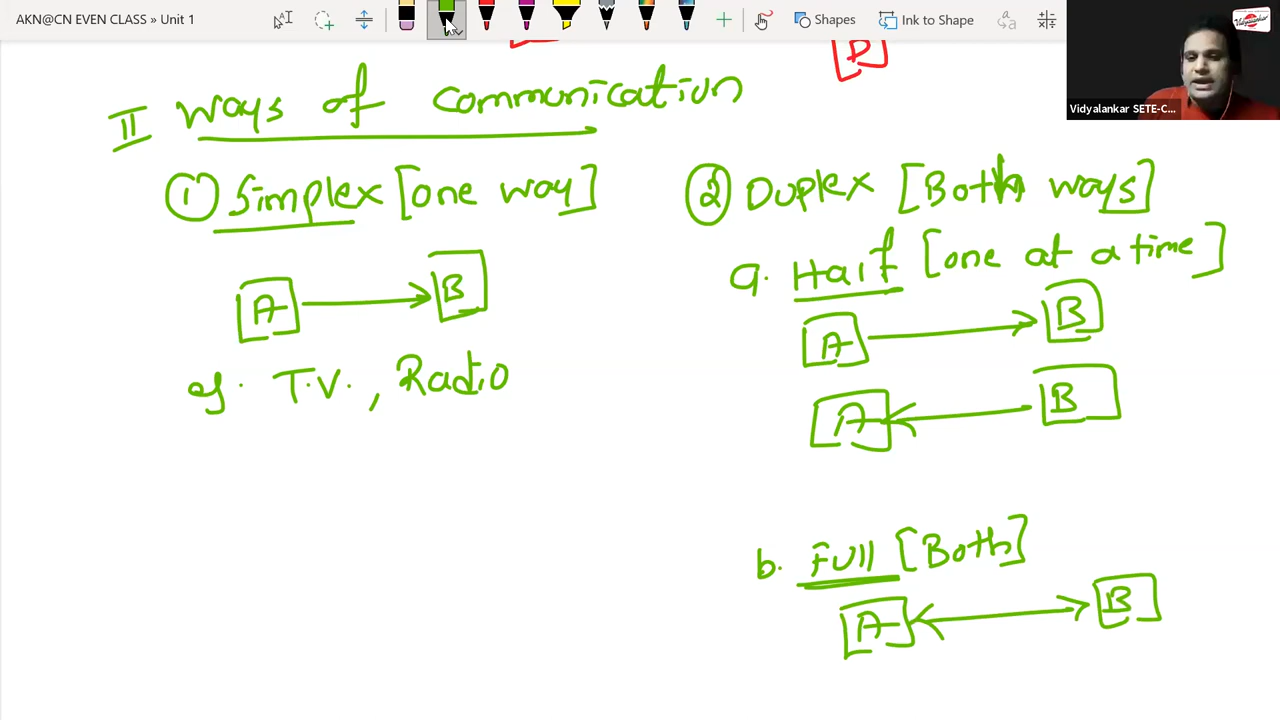 AKN@CN EVEN CLASS » Unit 1
Shapes
Ink to Shape
Vidyalankar
Vidyalankar SETE-C...
D
II Ways of communication
① Simplex [one way]
A B
eg. T.V., Radio
② Duplex [Both ways]
a. Half [one at a time]
A B
A B
b. Full [Both]
A B